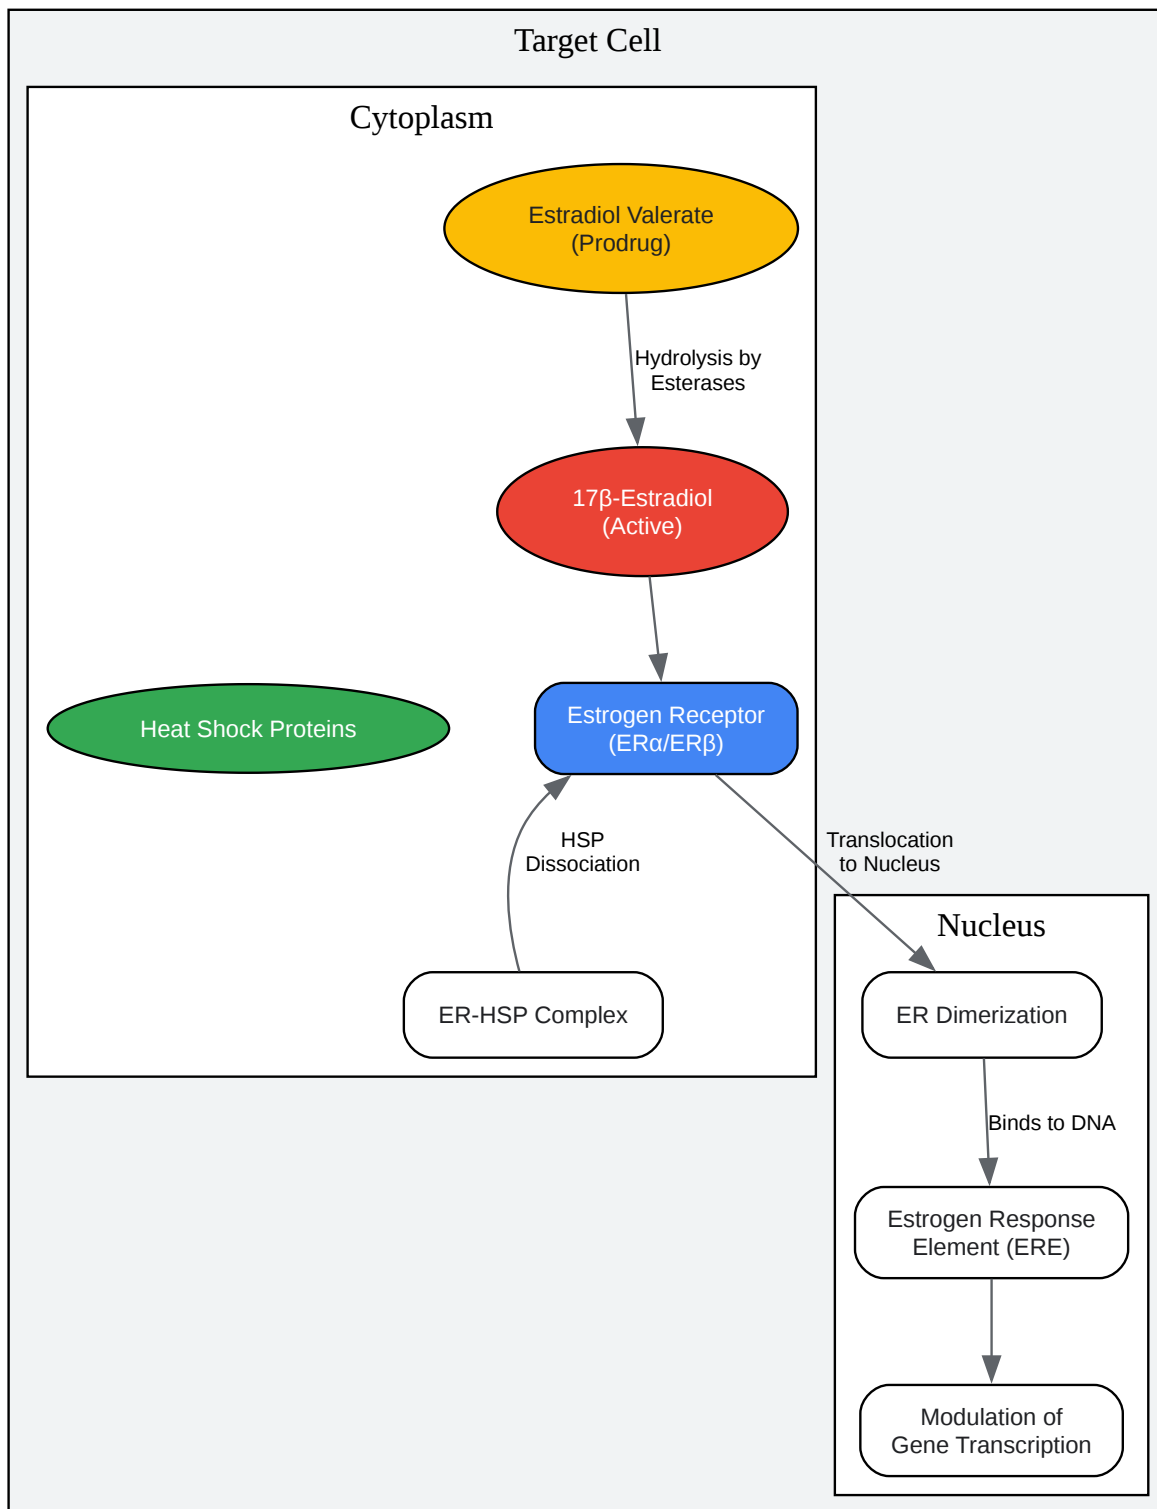 Target Cell
Cytoplasm
Estradiol Valerate
(Prodrug)
Hydrolysis by
Esterases
17β-Estradiol
(Active)
Heat Shock Proteins
Estrogen Receptor
(ERα/ERβ)
HSP
Dissociation
Translocation
to Nucleus
ER-HSP Complex
Nucleus
ER Dimerization
Binds to DNA
Estrogen Response
Element (ERE)
Modulation of
Gene Transcription